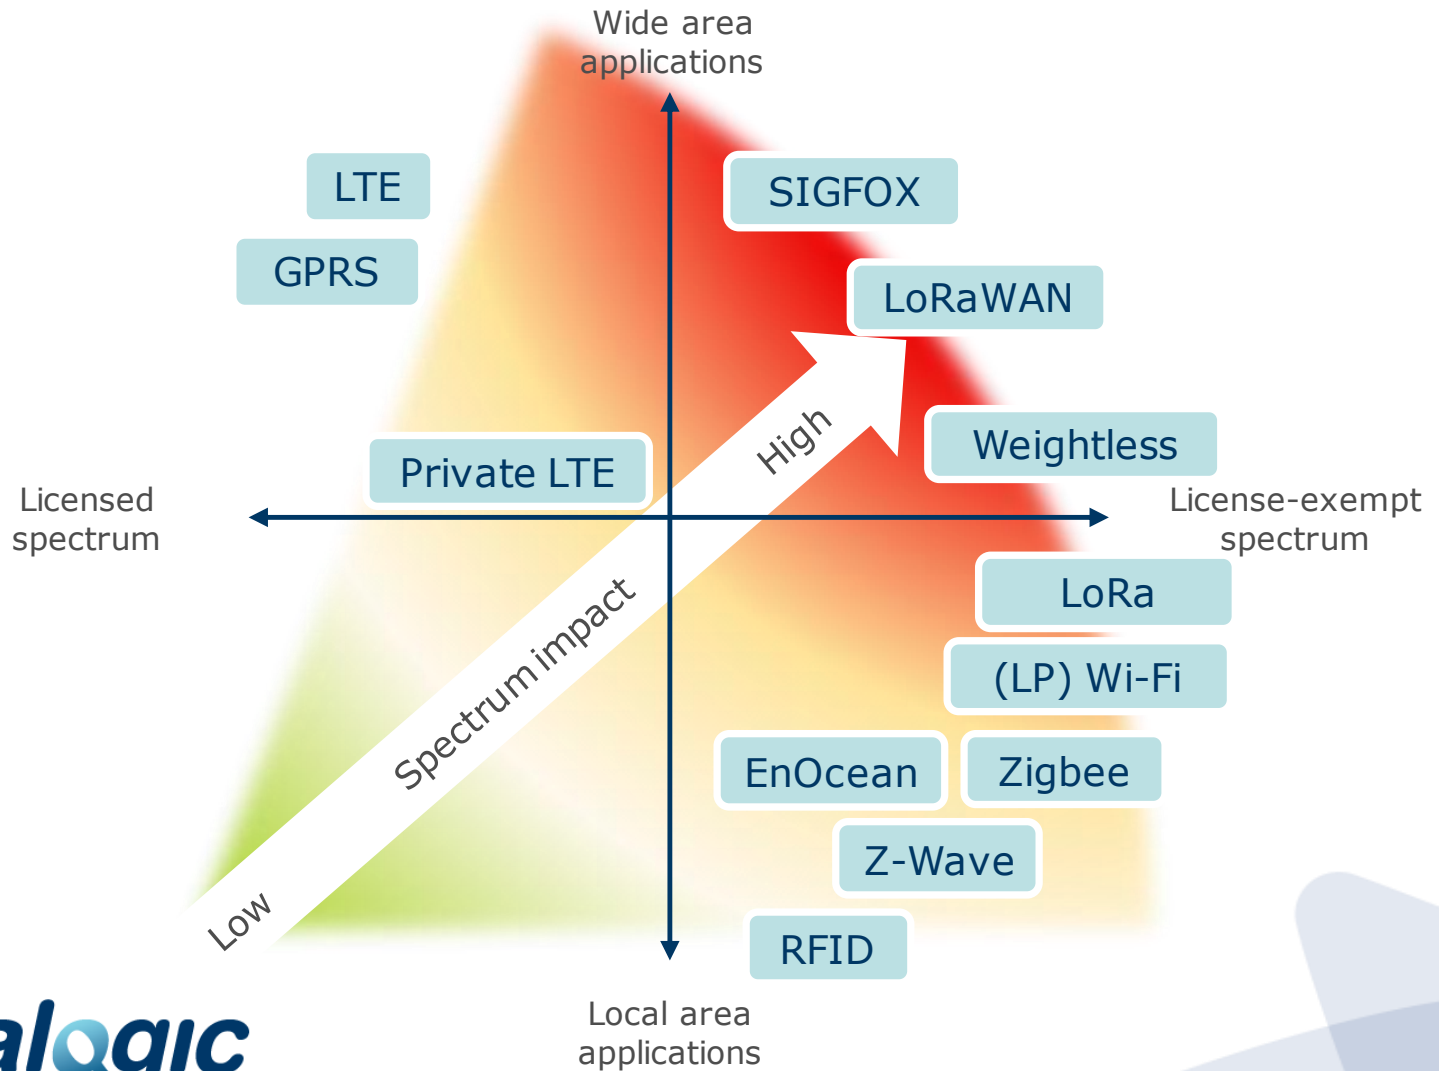 Wide area
applications
LTE
SIGFOX
GPRS
LoRaWAN
High
Weightless
Private LTE
Licensed
spectrum
License-exempt
spectrum
LoRa
Spectrum impact
(LP) Wi-Fi
EnOcean
Zigbee
Z-Wave
Low
RFID
Local area
applications